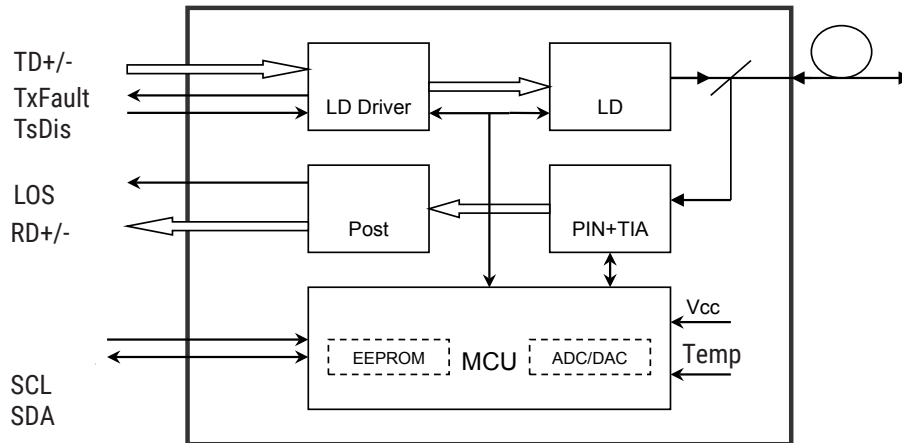 TD+/-
TxFault
TsDis
LD Driver
LD
LOS
RD+/-
Post
PIN+TIA
Vcc
EEPROM
MCU
ADC/DAC
Temp
SCL
SDA